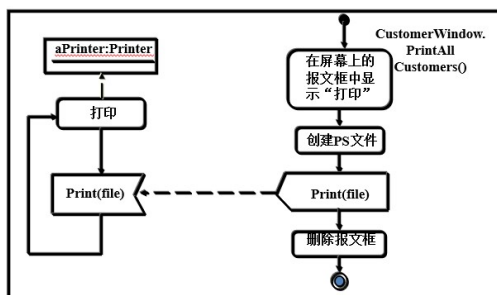 aPrinter:Printer
打印
Print(file)
CustomerWindow.
PrintAll
Customers()
在屏幕上的
报文框中显
示“打印”
创建PS文件
Print(file)
删除报文框